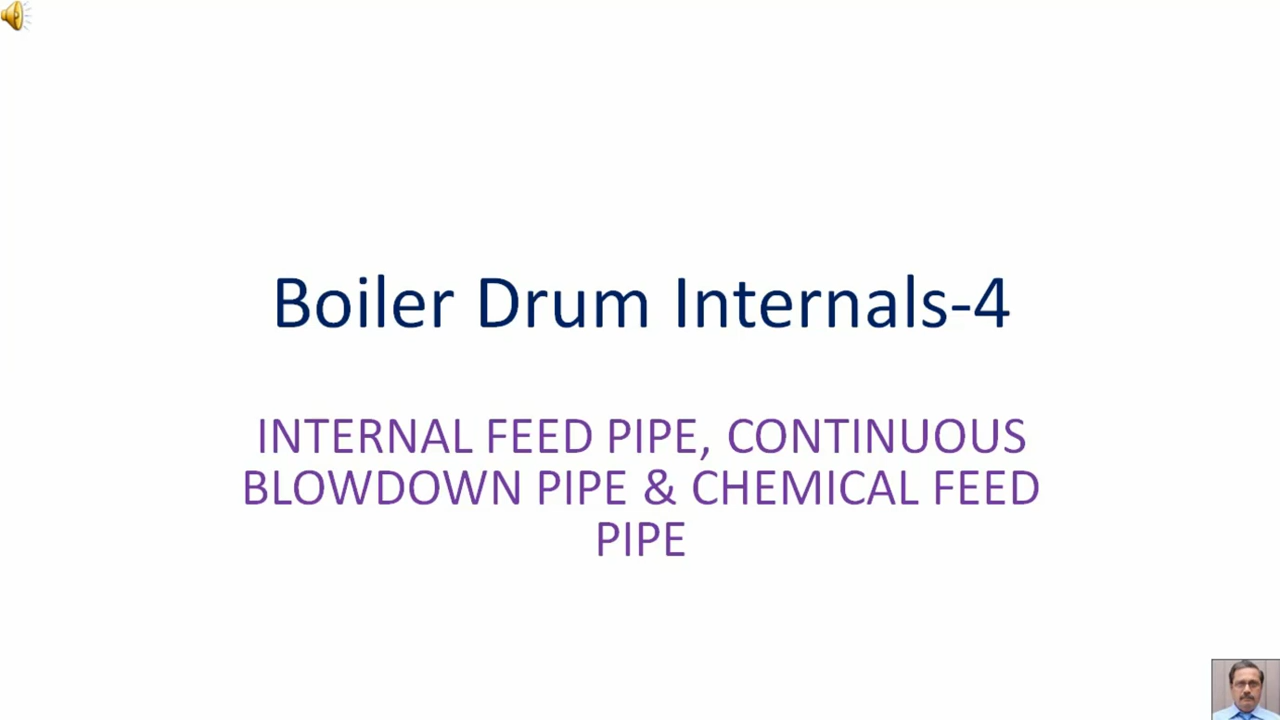 Boiler Drum Internals-4
INTERNAL FEED PIPE, CONTINUOUS
BLOWDOWN PIPE & CHEMICAL FEED
PIPE